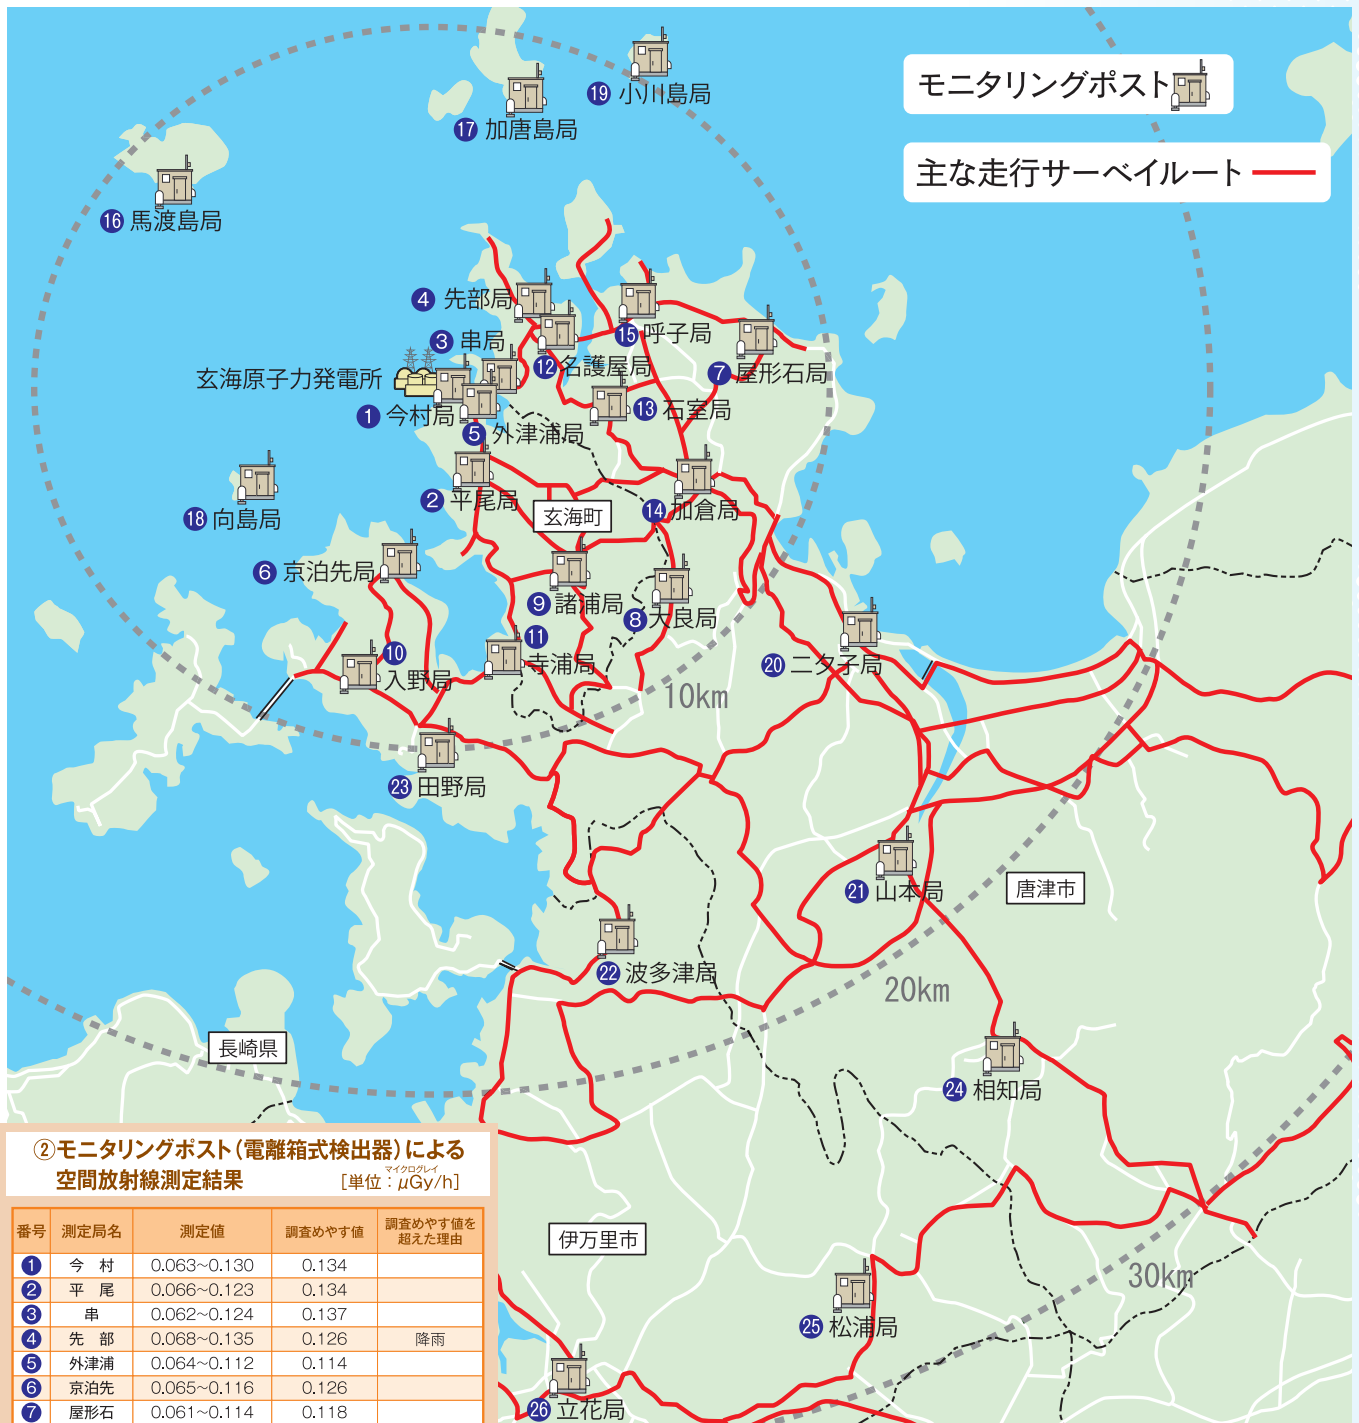 モニタリングポスト
主な走行サーベイルート
⑲ 小川島局
⑰ 加唐島局
⑯ 馬渡島局
④ 先部局
③ 串局
⑮ 呼子局
⑫ 名護屋局
⑦ 屋形石局
玄海原子力発電所
① 今村局
⑬ 石室局
⑤ 外津浦局
② 平尾局
⑭ 加倉局
玄海町
⑱ 向島局
⑥ 京泊先局
⑨ 諸浦局
⑧ 大良局
⑪ 寺浦局
⑩ 入野局
⑳ 二タ子局
10km
㉓ 田野局
㉑ 山本局
唐津市
㉒ 波多津局
20km
長崎県
㉔ 相知局
伊万里市
30km
㉕ 松浦局
㉖ 立花局
②モニタリングポスト(電離箱式検出器)による
空間放射線測定結果 [単位:μGy/h]
マイクログレイ
番号 測定局名 測定値 調査めやす値 調査めやす値を超えた理由
① 今 村 0.063~0.130 0.134
② 平 尾 0.066~0.123 0.134
③ 串 0.062~0.124 0.137
④ 先 部 0.068~0.135 0.126 降雨
⑤ 外津浦 0.064~0.112 0.114
⑥ 京泊先 0.065~0.116 0.126
⑦ 屋形石 0.061~0.114 0.118